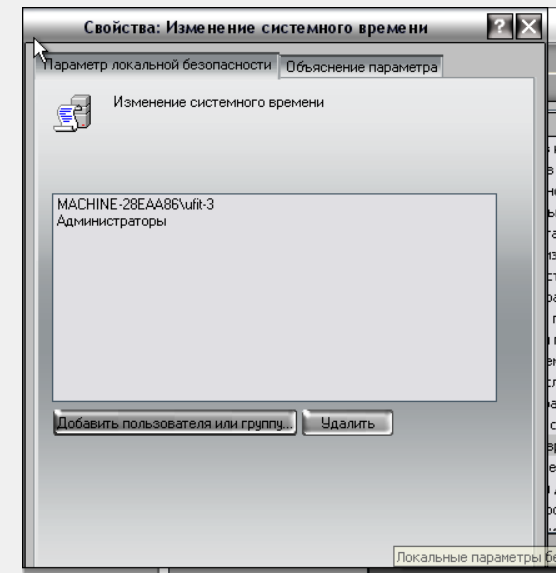 Свойства: Изменение системного времени
Параметр локальной безопасности
Объяснение параметра
Изменение системного времени
MACHINE-28EAA86\ufit-3
Администраторы
Добавить пользователя или группу...
Удалить
Локальные параметры бе